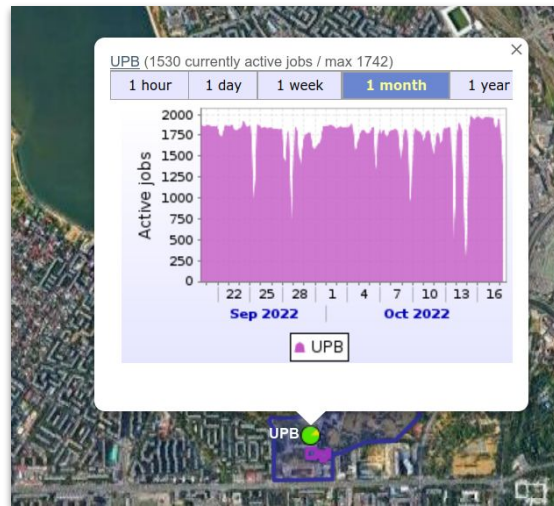 ×
UPB (1530 currently active jobs / max 1742)
1 hour 1 day 1 week 1 month 1 year
2000
1750
1500
1250
1000
750
500
250
0
Active jobs
22 25 28 1 4 7 10 13 16
Sep 2022 Oct 2022
UPB
UPB